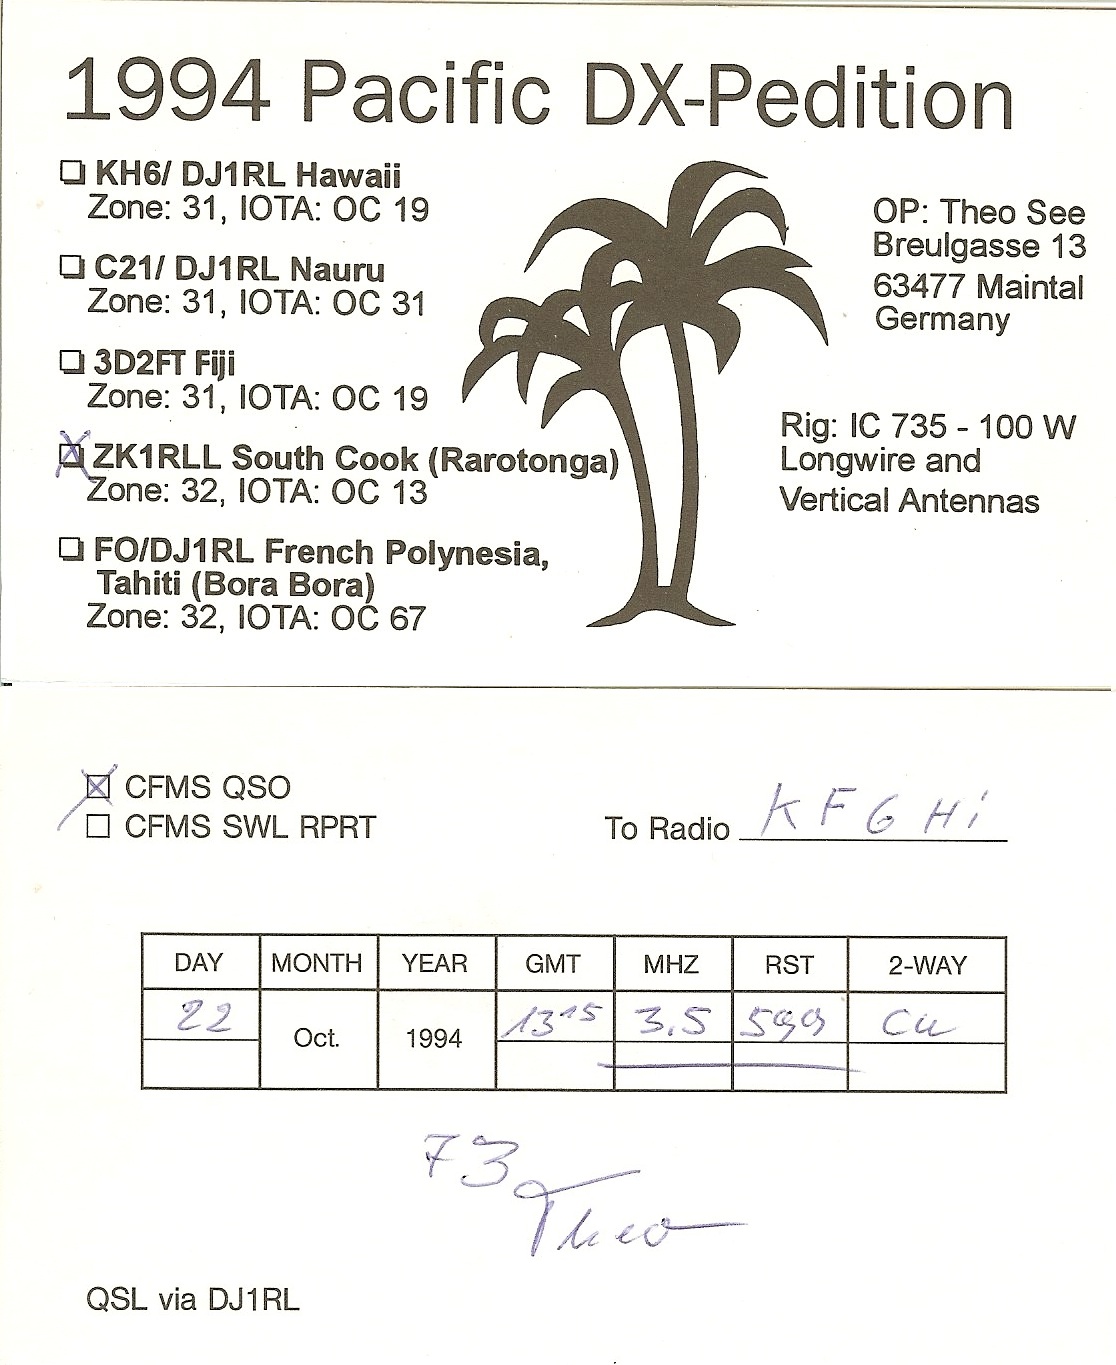 1994 Pacific DX-Pedition
KH6/ DJ1RL Hawaii
Zone: 31, IOTA: OC 19
C21/ DJ1RL Nauru
Zone: 31, IOTA: OC 31
3D2FT Fiji
Zone: 31, IOTA: OC 19
ZK1RLL South Cook (Rarotonga)
Zone: 32, IOTA: OC 13
FO/DJ1RL French Polynesia,
Tahiti (Bora Bora)
Zone: 32, IOTA: OC 67
OP: Theo See
Breulgasse 13
63477 Maintal
Germany
Rig: IC 735 - 100 W
Longwire and
Vertical Antennas
CFMS QSO
CFMS SWL RPRT
To Radio KF6HI
DAY MONTH YEAR GMT MHZ RST 2-WAY
22 Oct. 1994 1315 3.5 599 CW
73
Theo
QSL via DJ1RL